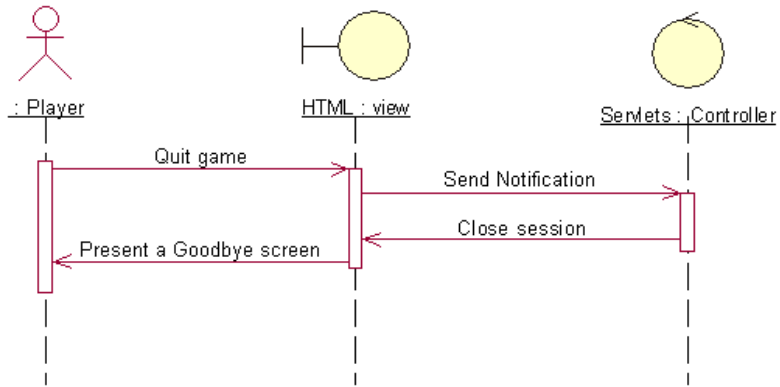 : Player
HTML : view
Servlets : Controller
Quit game
Send Notification
Close session
Present a Goodbye screen